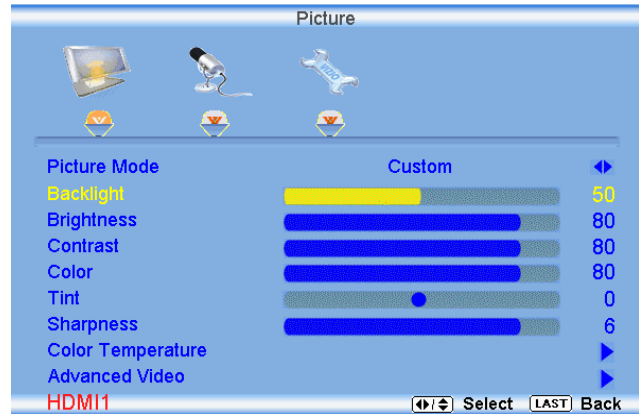 Picture
VIZIO
Picture Mode Custom
Backlight 50
Brightness 80
Contrast 80
Color 80
Tint 0
Sharpness 6
Color Temperature
Advanced Video
HDMI1 Select LAST Back